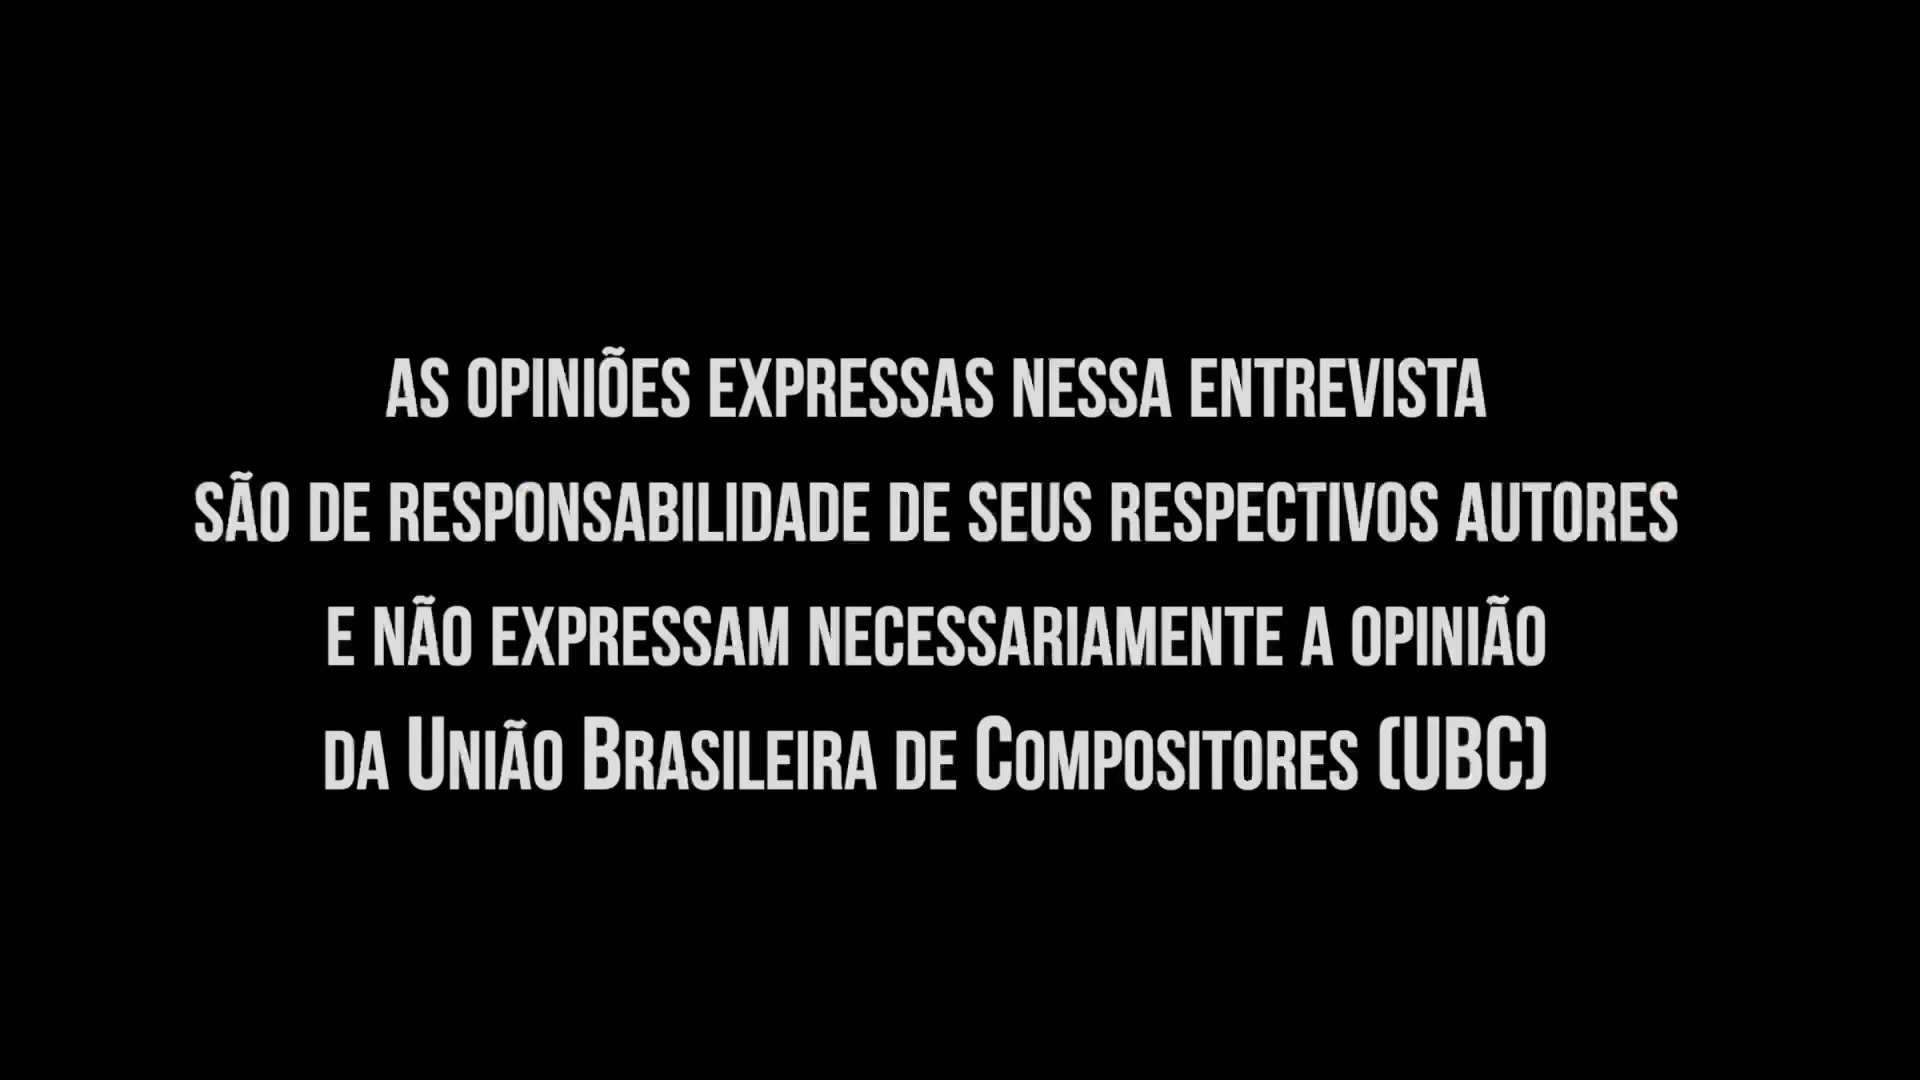 AS OPINIÕES EXPRESSAS NESSA ENTREVISTA
SÃO DE RESPONSABILIDADE DE SEUS RESPECTIVOS AUTORES
E NÃO EXPRESSAM NECESSARIAMENTE A OPINIÃO
DA UNIÃO BRASILEIRA DE COMPOSITORES (UBC)